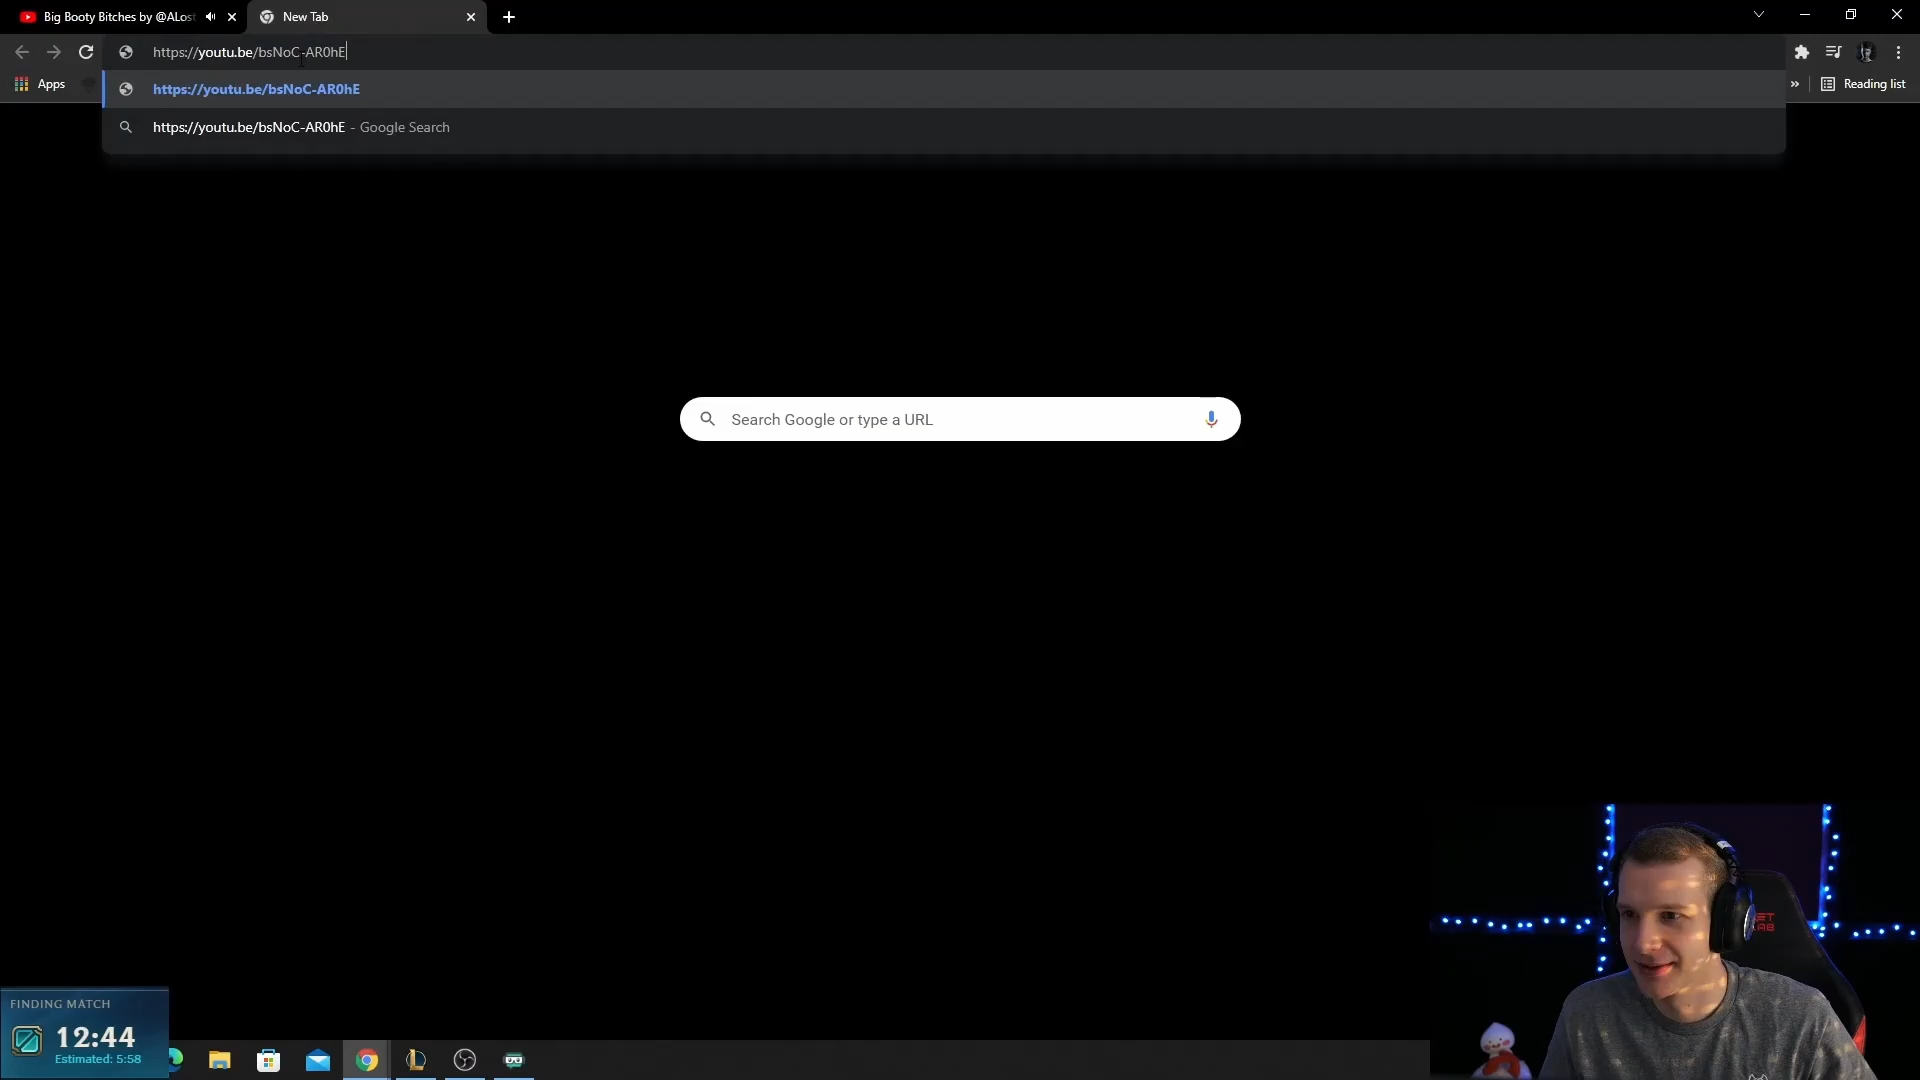 Big Booty Bitches by @ALost
New Tab
https://youtu.be/bsNoC-AR0hE
Apps
Reading list
https://youtu.be/bsNoC-AR0hE
https://youtu.be/bsNoC-AR0hE - Google Search
Search Google or type a URL
FINDING MATCH
12:44
Estimated: 5:58